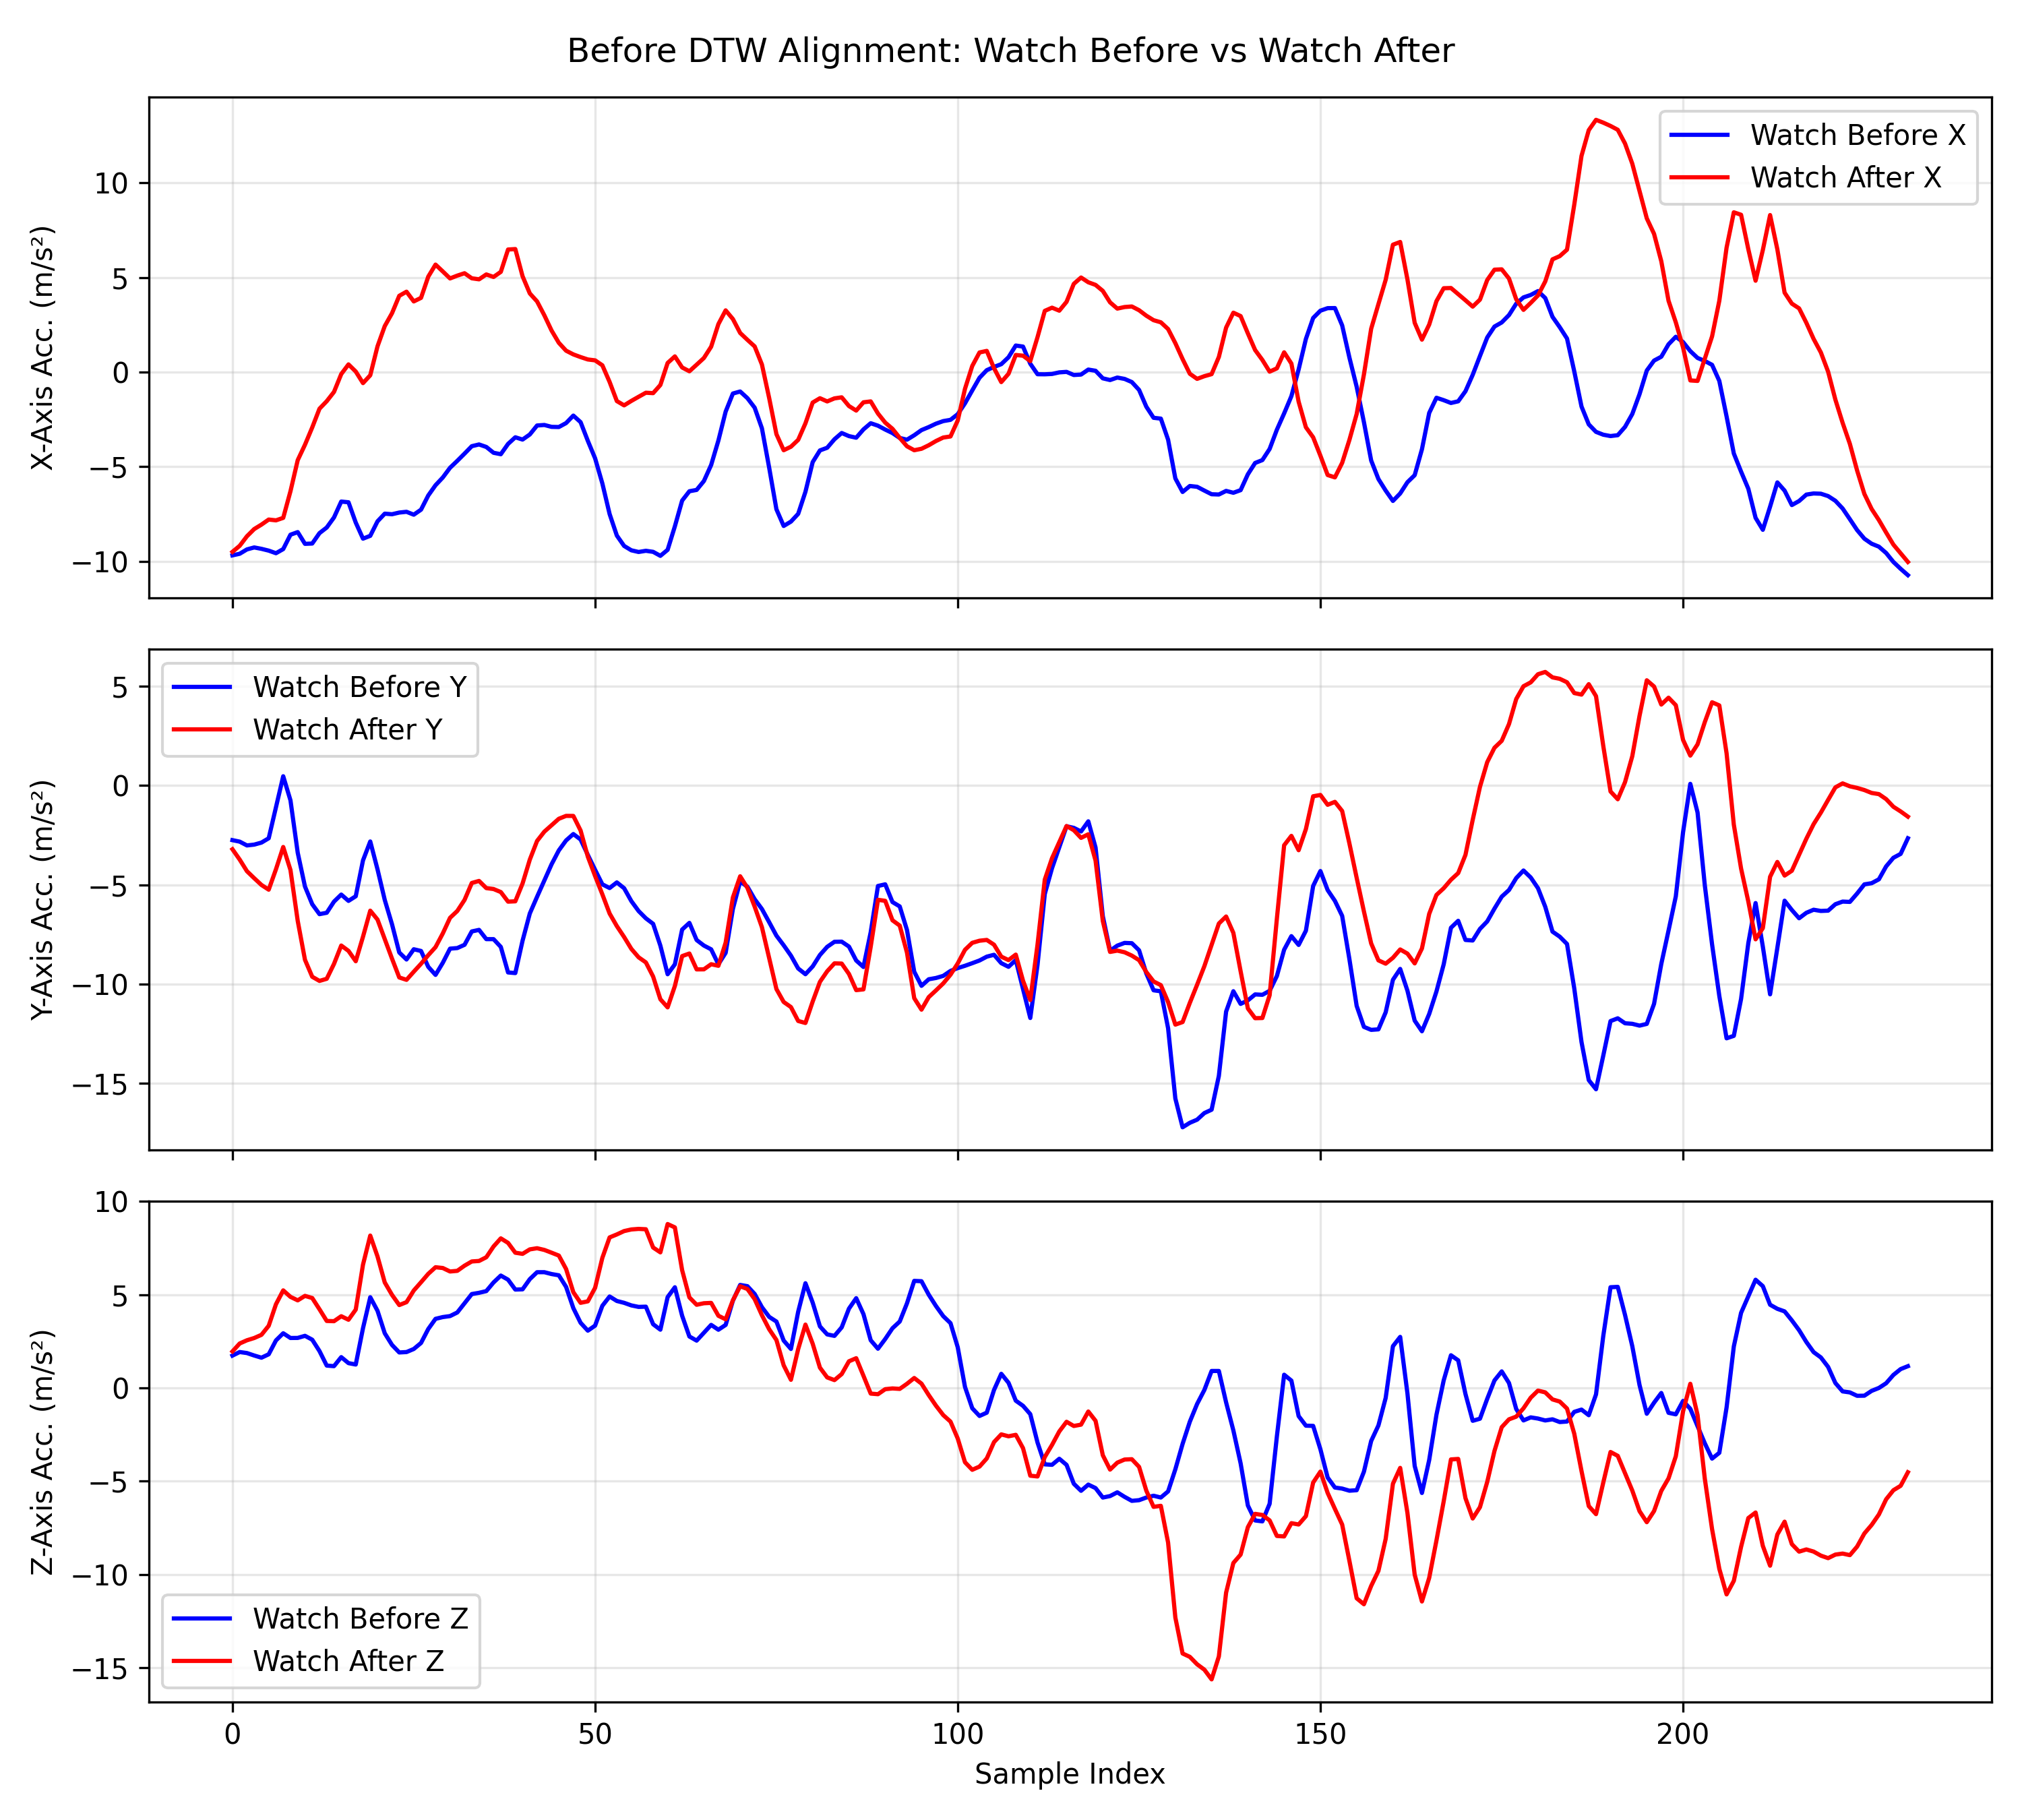 Before DTW Alignment: Watch Before vs Watch After
X-Axis Acc. (m/s²)
10
5
0
−5
−10
Watch Before X
Watch After X
Y-Axis Acc. (m/s²)
5
0
−5
−10
−15
Watch Before Y
Watch After Y
Z-Axis Acc. (m/s²)
10
5
0
−5
−10
−15
Watch Before Z
Watch After Z
0 50 100 150 200
Sample Index